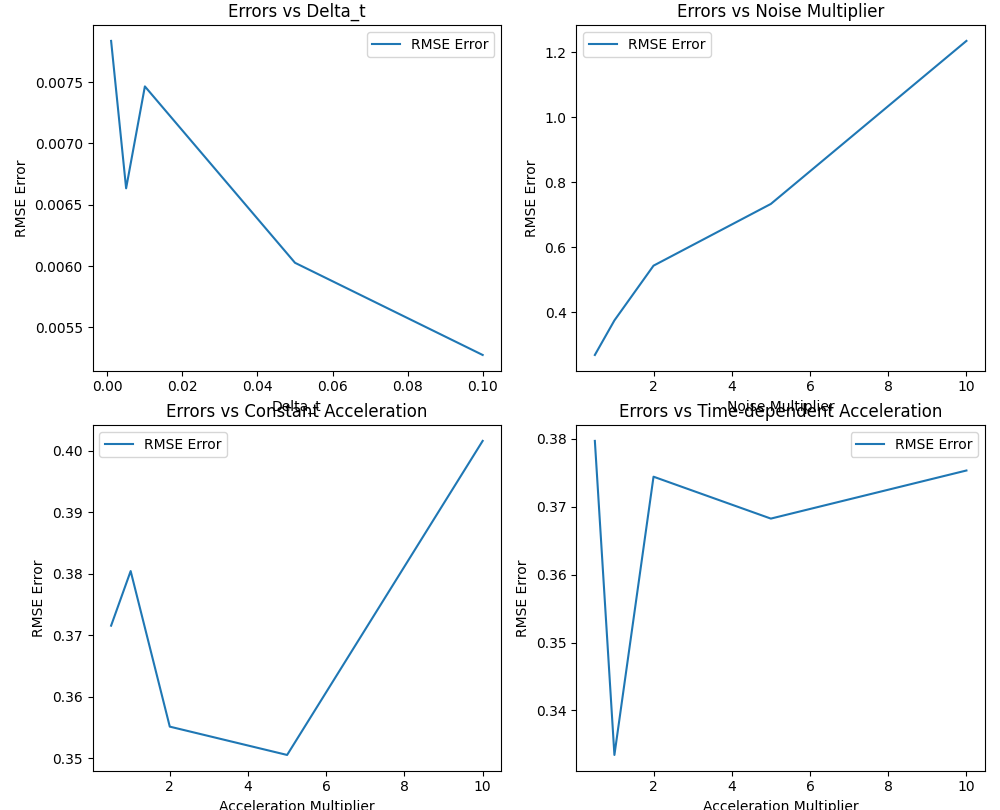 Errors vs Delta_t
RMSE Error
RMSE Error
0.0075
0.0070
0.0065
0.0060
0.0055
0.00 0.02 0.04 0.06 0.08 0.10
Delta_t
Errors vs Noise Multiplier
RMSE Error
RMSE Error
1.2
1.0
0.8
0.6
0.4
2 4 6 8 10
Noise Multiplier
Errors vs Constant Acceleration
RMSE Error
RMSE Error
0.40
0.39
0.38
0.37
0.36
0.35
2 4 6 8 10
Acceleration Multiplier
Errors vs Time-dependent Acceleration
RMSE Error
RMSE Error
0.38
0.37
0.36
0.35
0.34
2 4 6 8 10
Acceleration Multiplier